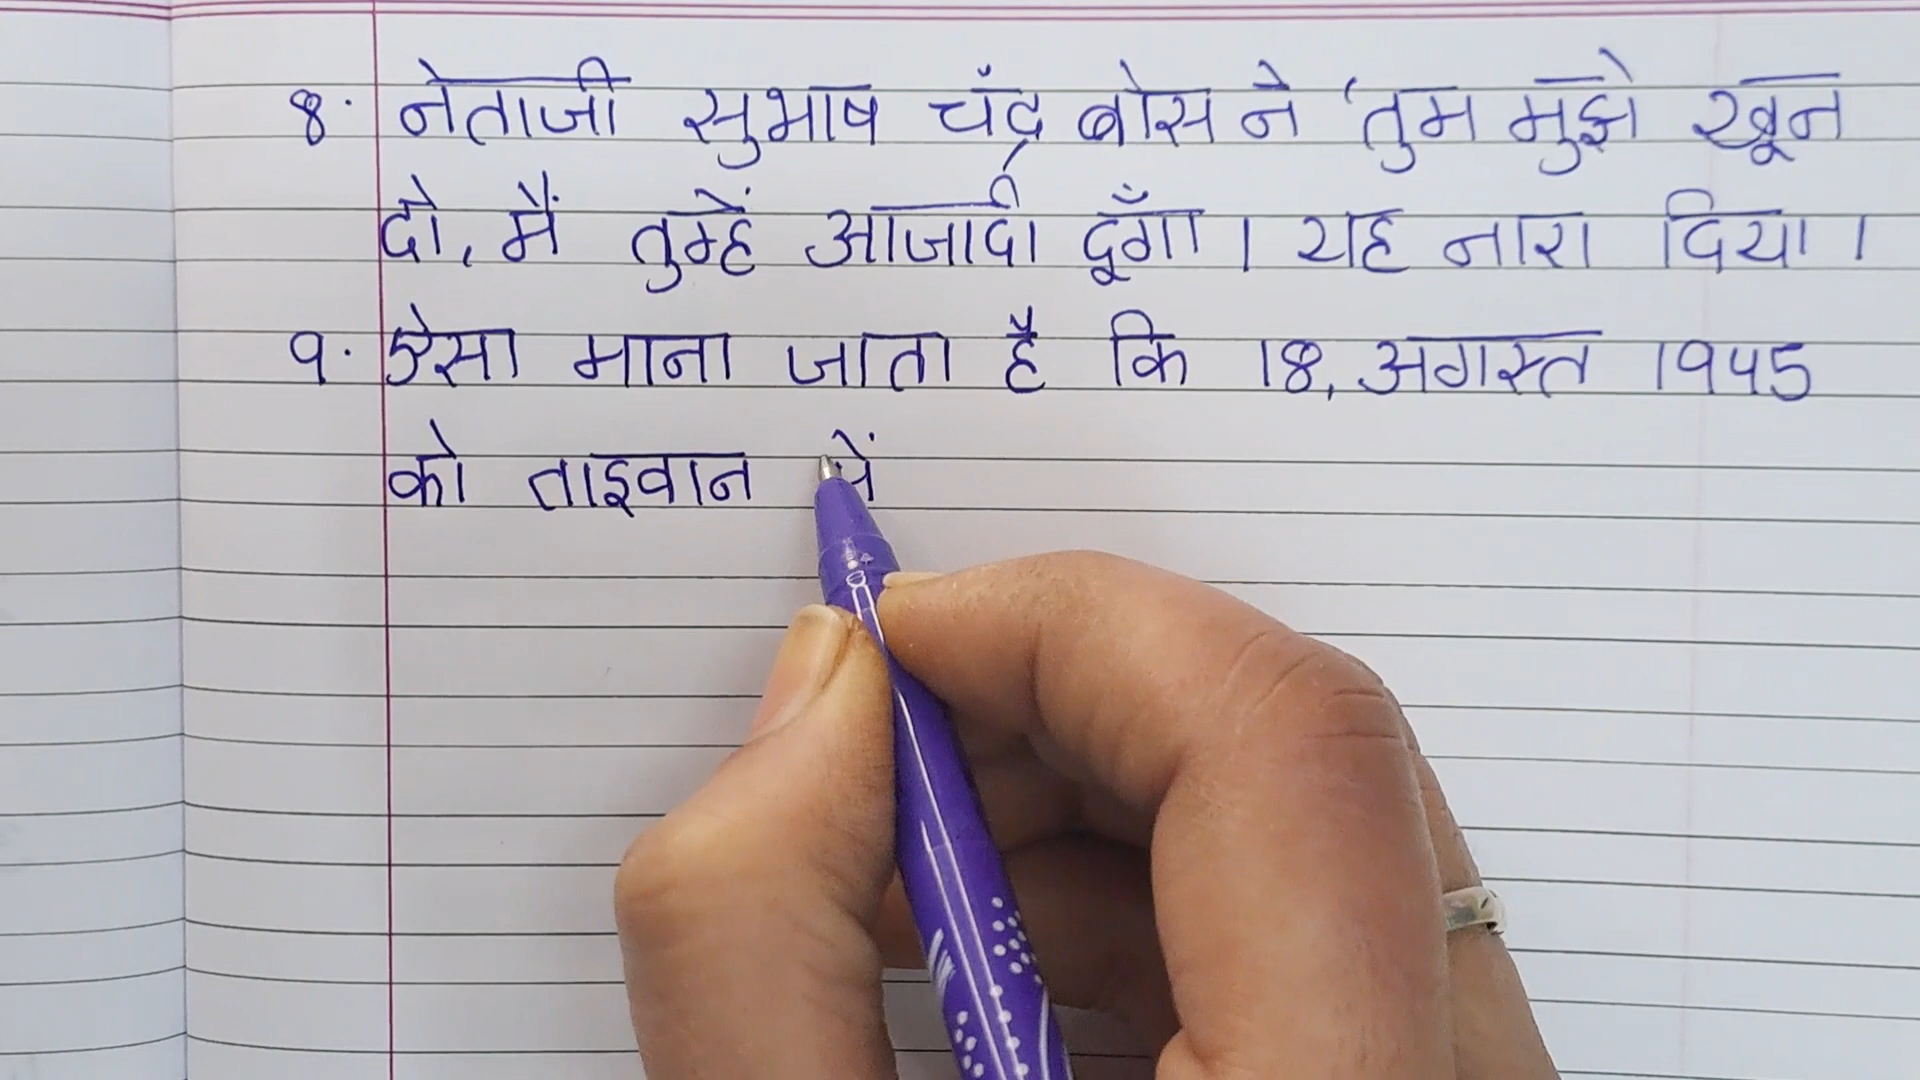 8. नेताजी सुभाष चंद्र बोस ने 'तुम मुझे खून
दो, मैं तुम्हें आजादी दूँगा। यह नारा दिया।
9. ऐसा माना जाता है कि 18, अगस्त 1945
को ताइवान में